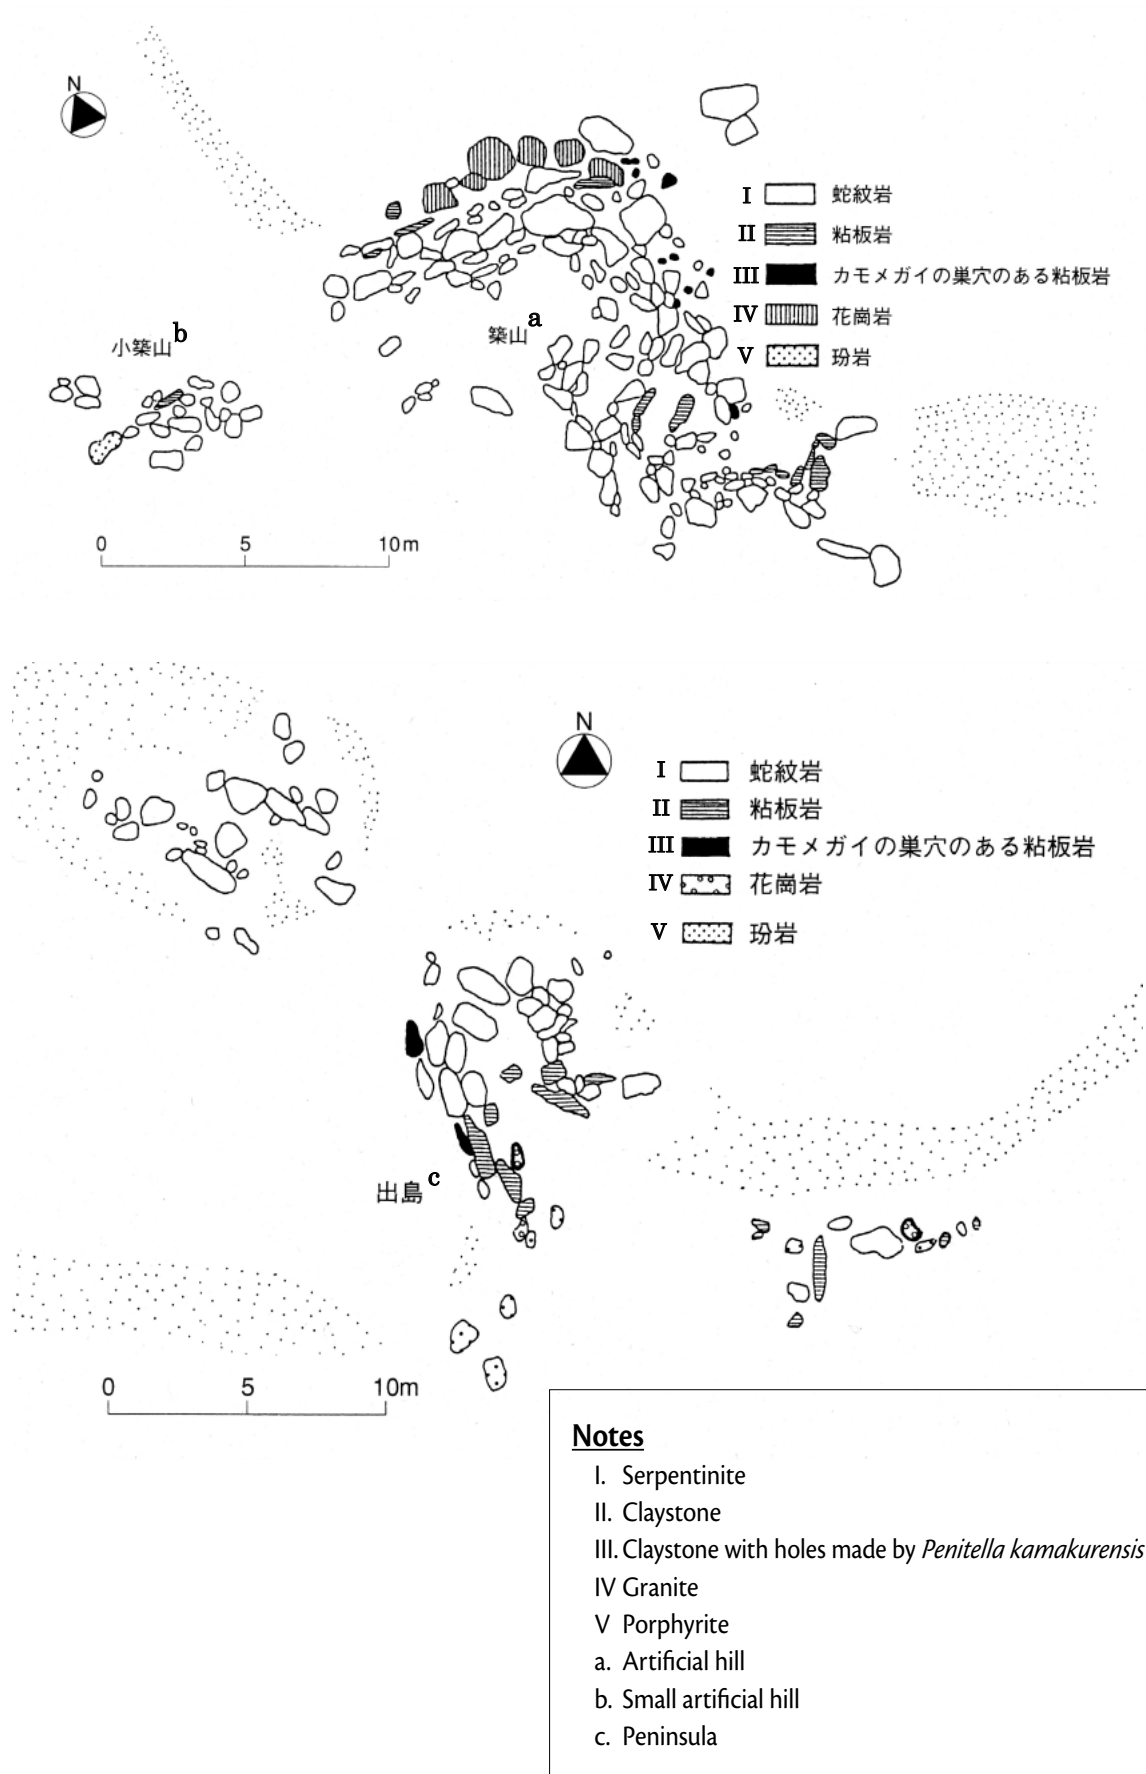 N
I 蛇紋岩
II 粘板岩
III カモメガイの巣穴のある粘板岩
IV 花崗岩
V 玢岩
築山a
小築山b
0 5 10m
N
I 蛇紋岩
II 粘板岩
III カモメガイの巣穴のある粘板岩
IV 花崗岩
V 玢岩
出島c
0 5 10m
Notes
I. Serpentinite
II. Claystone
III. Claystone with holes made by Penitella kamakurensis
IV Granite
V Porphyrite
a. Artificial hill
b. Small artificial hill
c. Peninsula